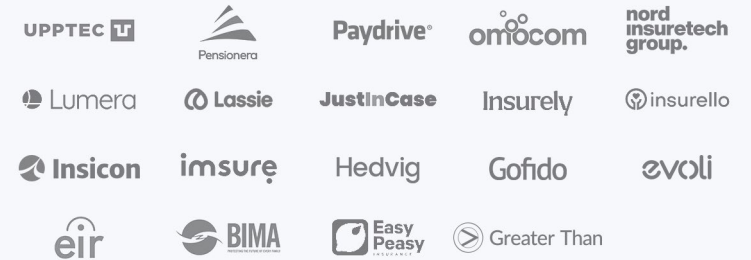 UPPTEC
Pensionera
Paydrive®
omocom
nord
insuretech
group.
Lumera
Lassie
JustInCase
Insurely
insurello
Insicon
imsure
Hedvig
Gofido
evoli
eir
BIMA
Easy
Peasy
INSURANCE
Greater Than